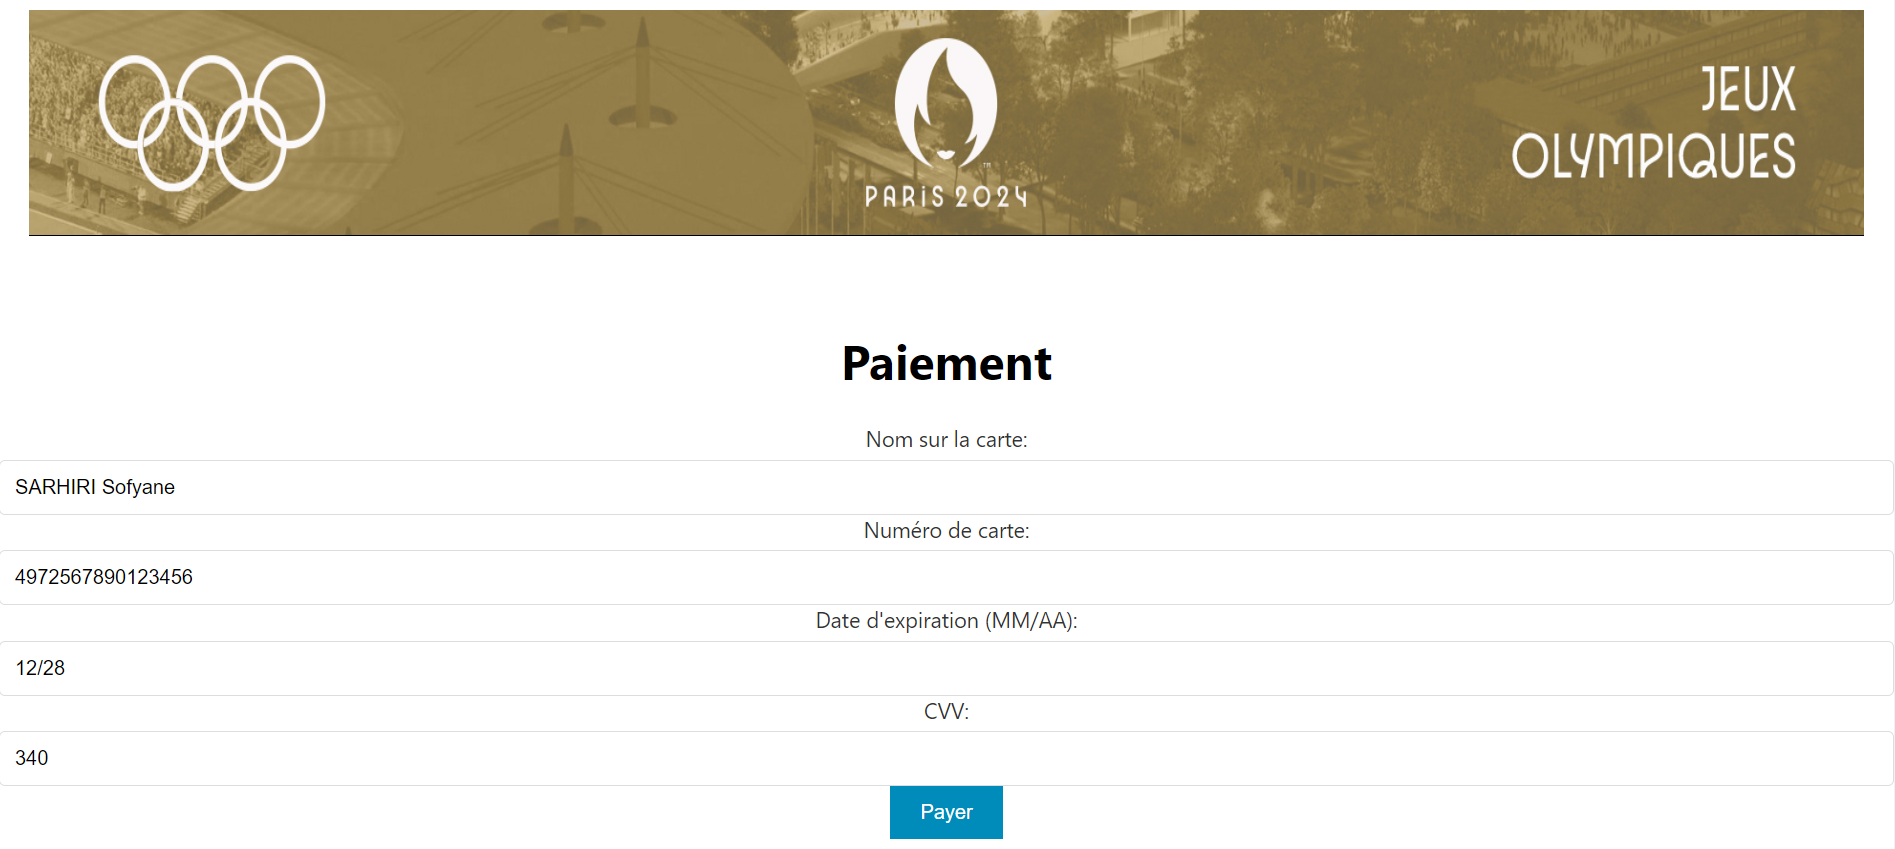 PARIS 2024
JEUX
OLYMPIQUES
Paiement
Nom sur la carte:
SARHIRI Sofyane
Numéro de carte:
4972567890123456
Date d'expiration (MM/AA):
12/28
CVV:
340
Payer